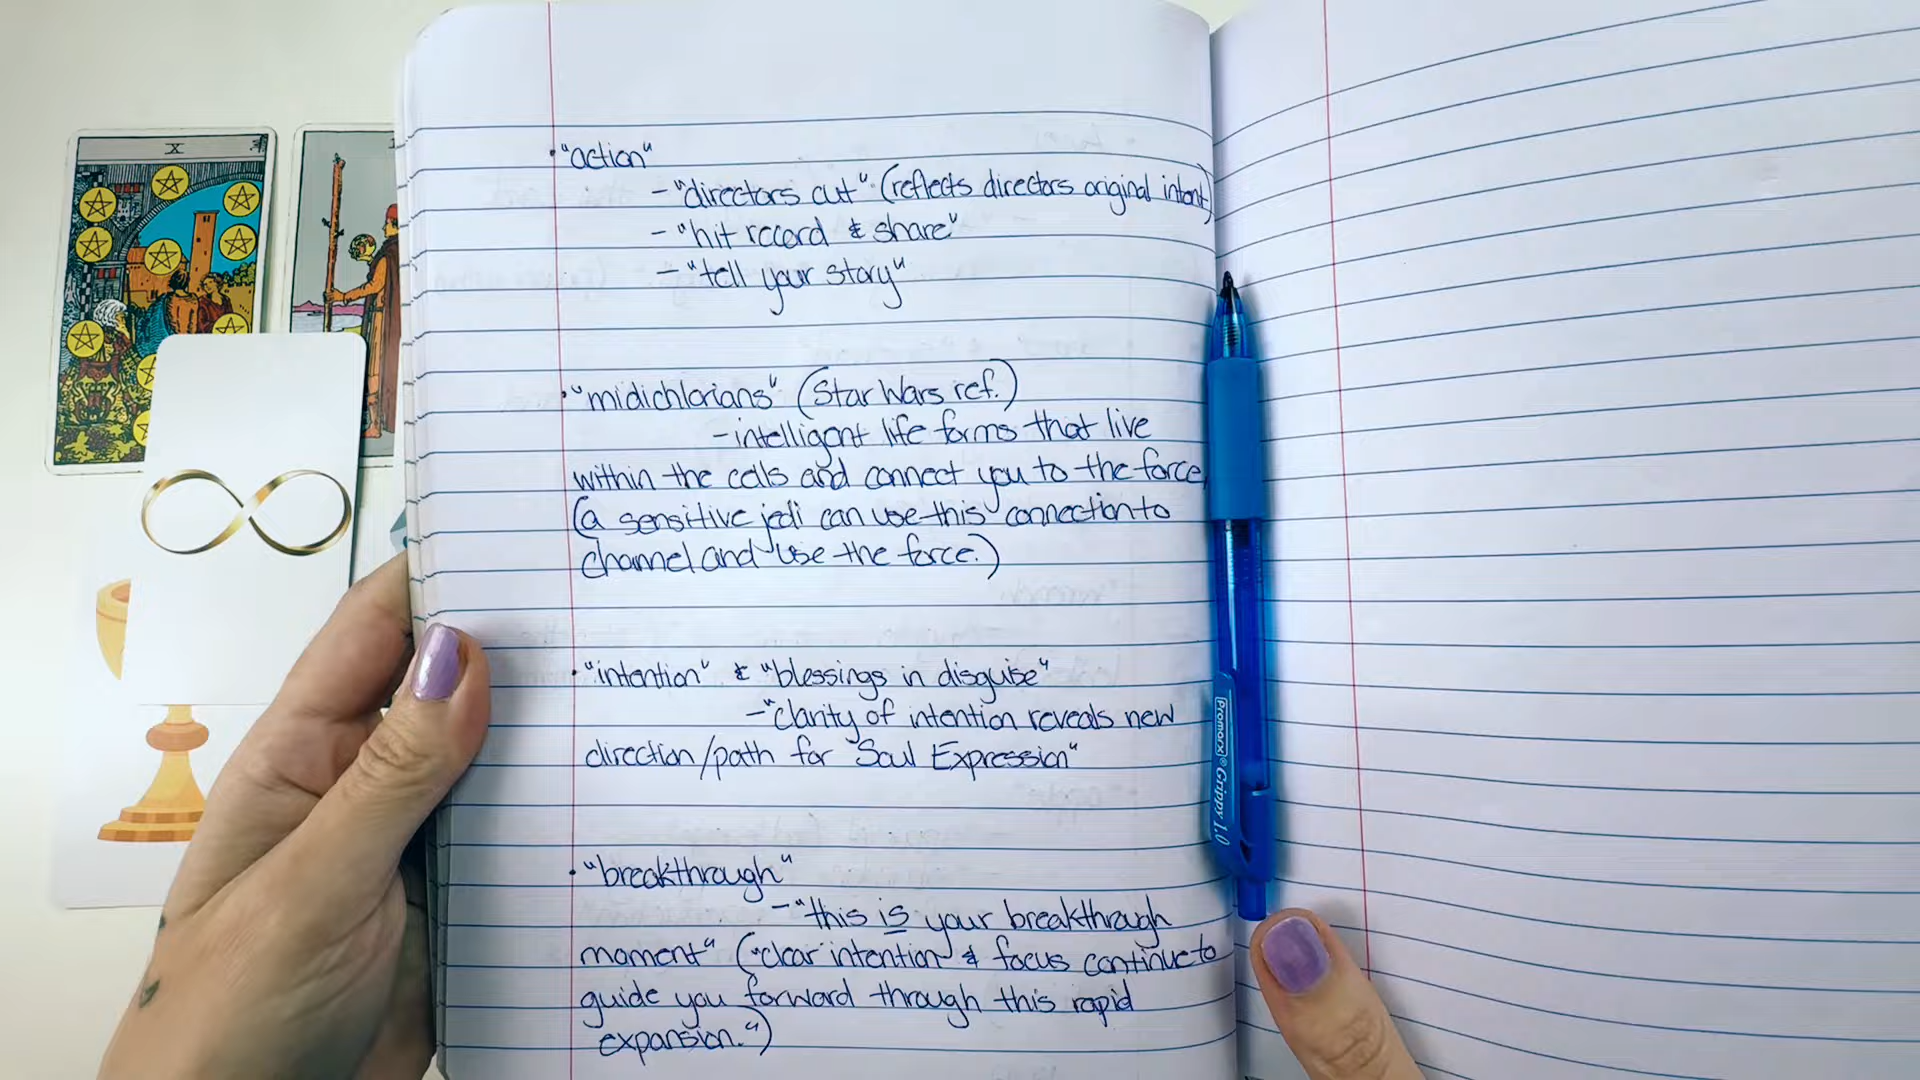 X
• "action"
- "directors cut" (reflects directors original intent)
- "hit record & share"
- "tell your story"
• "midichlorians" (Star Wars ref.)
- intelligent life forms that live
within the cells and connect you to the force,
(a sensitive jedi can use this connection to
channel and use the force.)
• "intention" & "blessings in disguise"
- "clarity of intention reveals new
direction/path for "Soul Expression"
• "breakthrough"
- "this is your breakthrough
moment" ("clear intention & focus continue to
guide you forward through this rapid
expansion.")
Promarx® Grippy 1.0